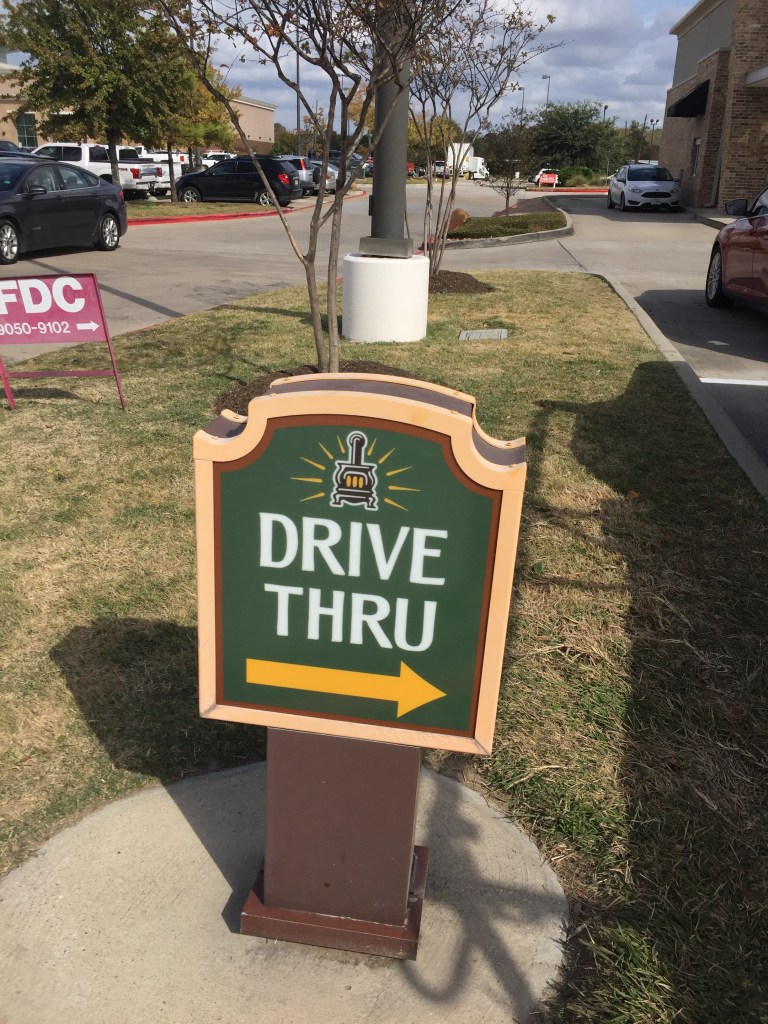 FDC
9050-9102
DRIVE
THRU